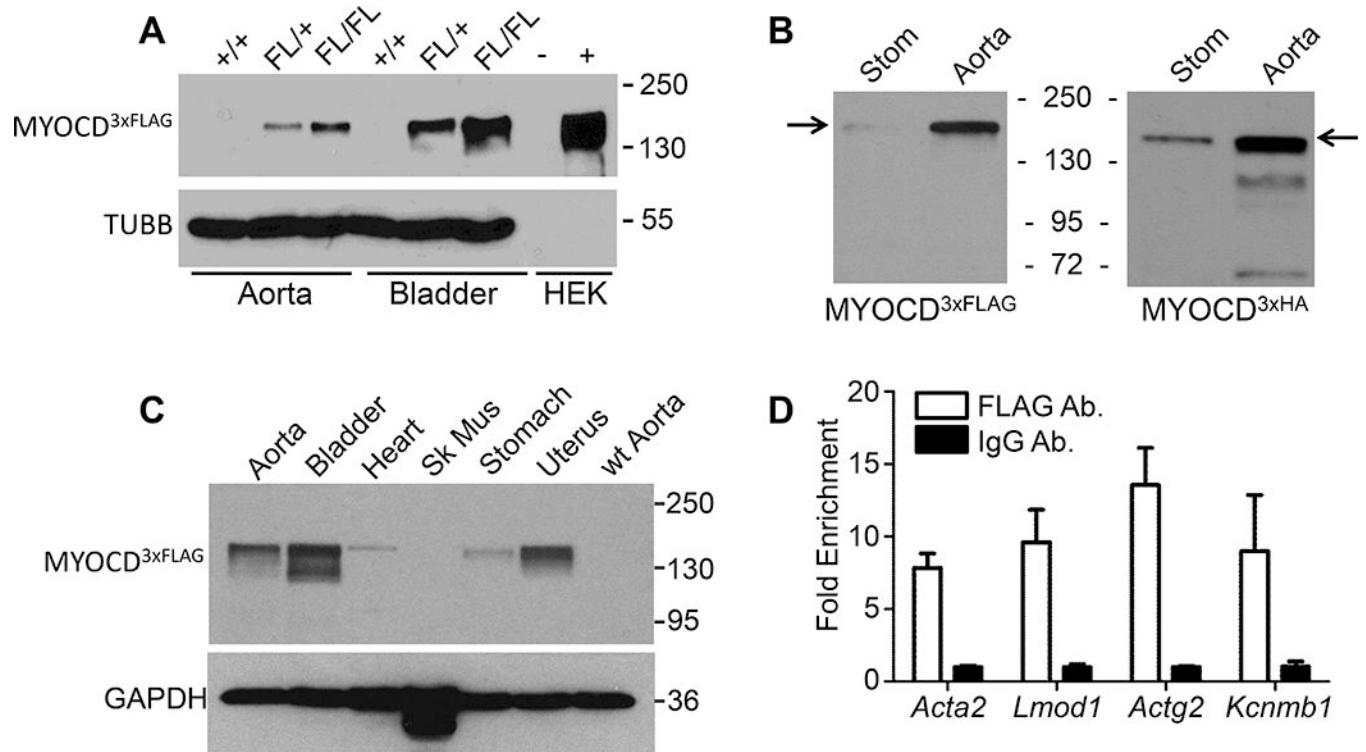 A
+/+ FL/+ FL/FL +/+ FL/+ FL/FL - +
MYOCD3xFLAG
- 250
- 130
TUBB
- 55
Aorta Bladder HEK
B
Stom Aorta Stom Aorta
- 250 -
- 130 -
- 95 -
- 72 -
MYOCD3xFLAG MYOCD3xHA
C
Aorta Bladder Heart Sk Mus Stomach Uterus wt Aorta
MYOCD3xFLAG
-250
-130
-95
GAPDH
-36
D
FLAG Ab.
IgG Ab.
Fold Enrichment
20
15
10
5
0
Acta2 Lmod1 Actg2 Kcnmb1